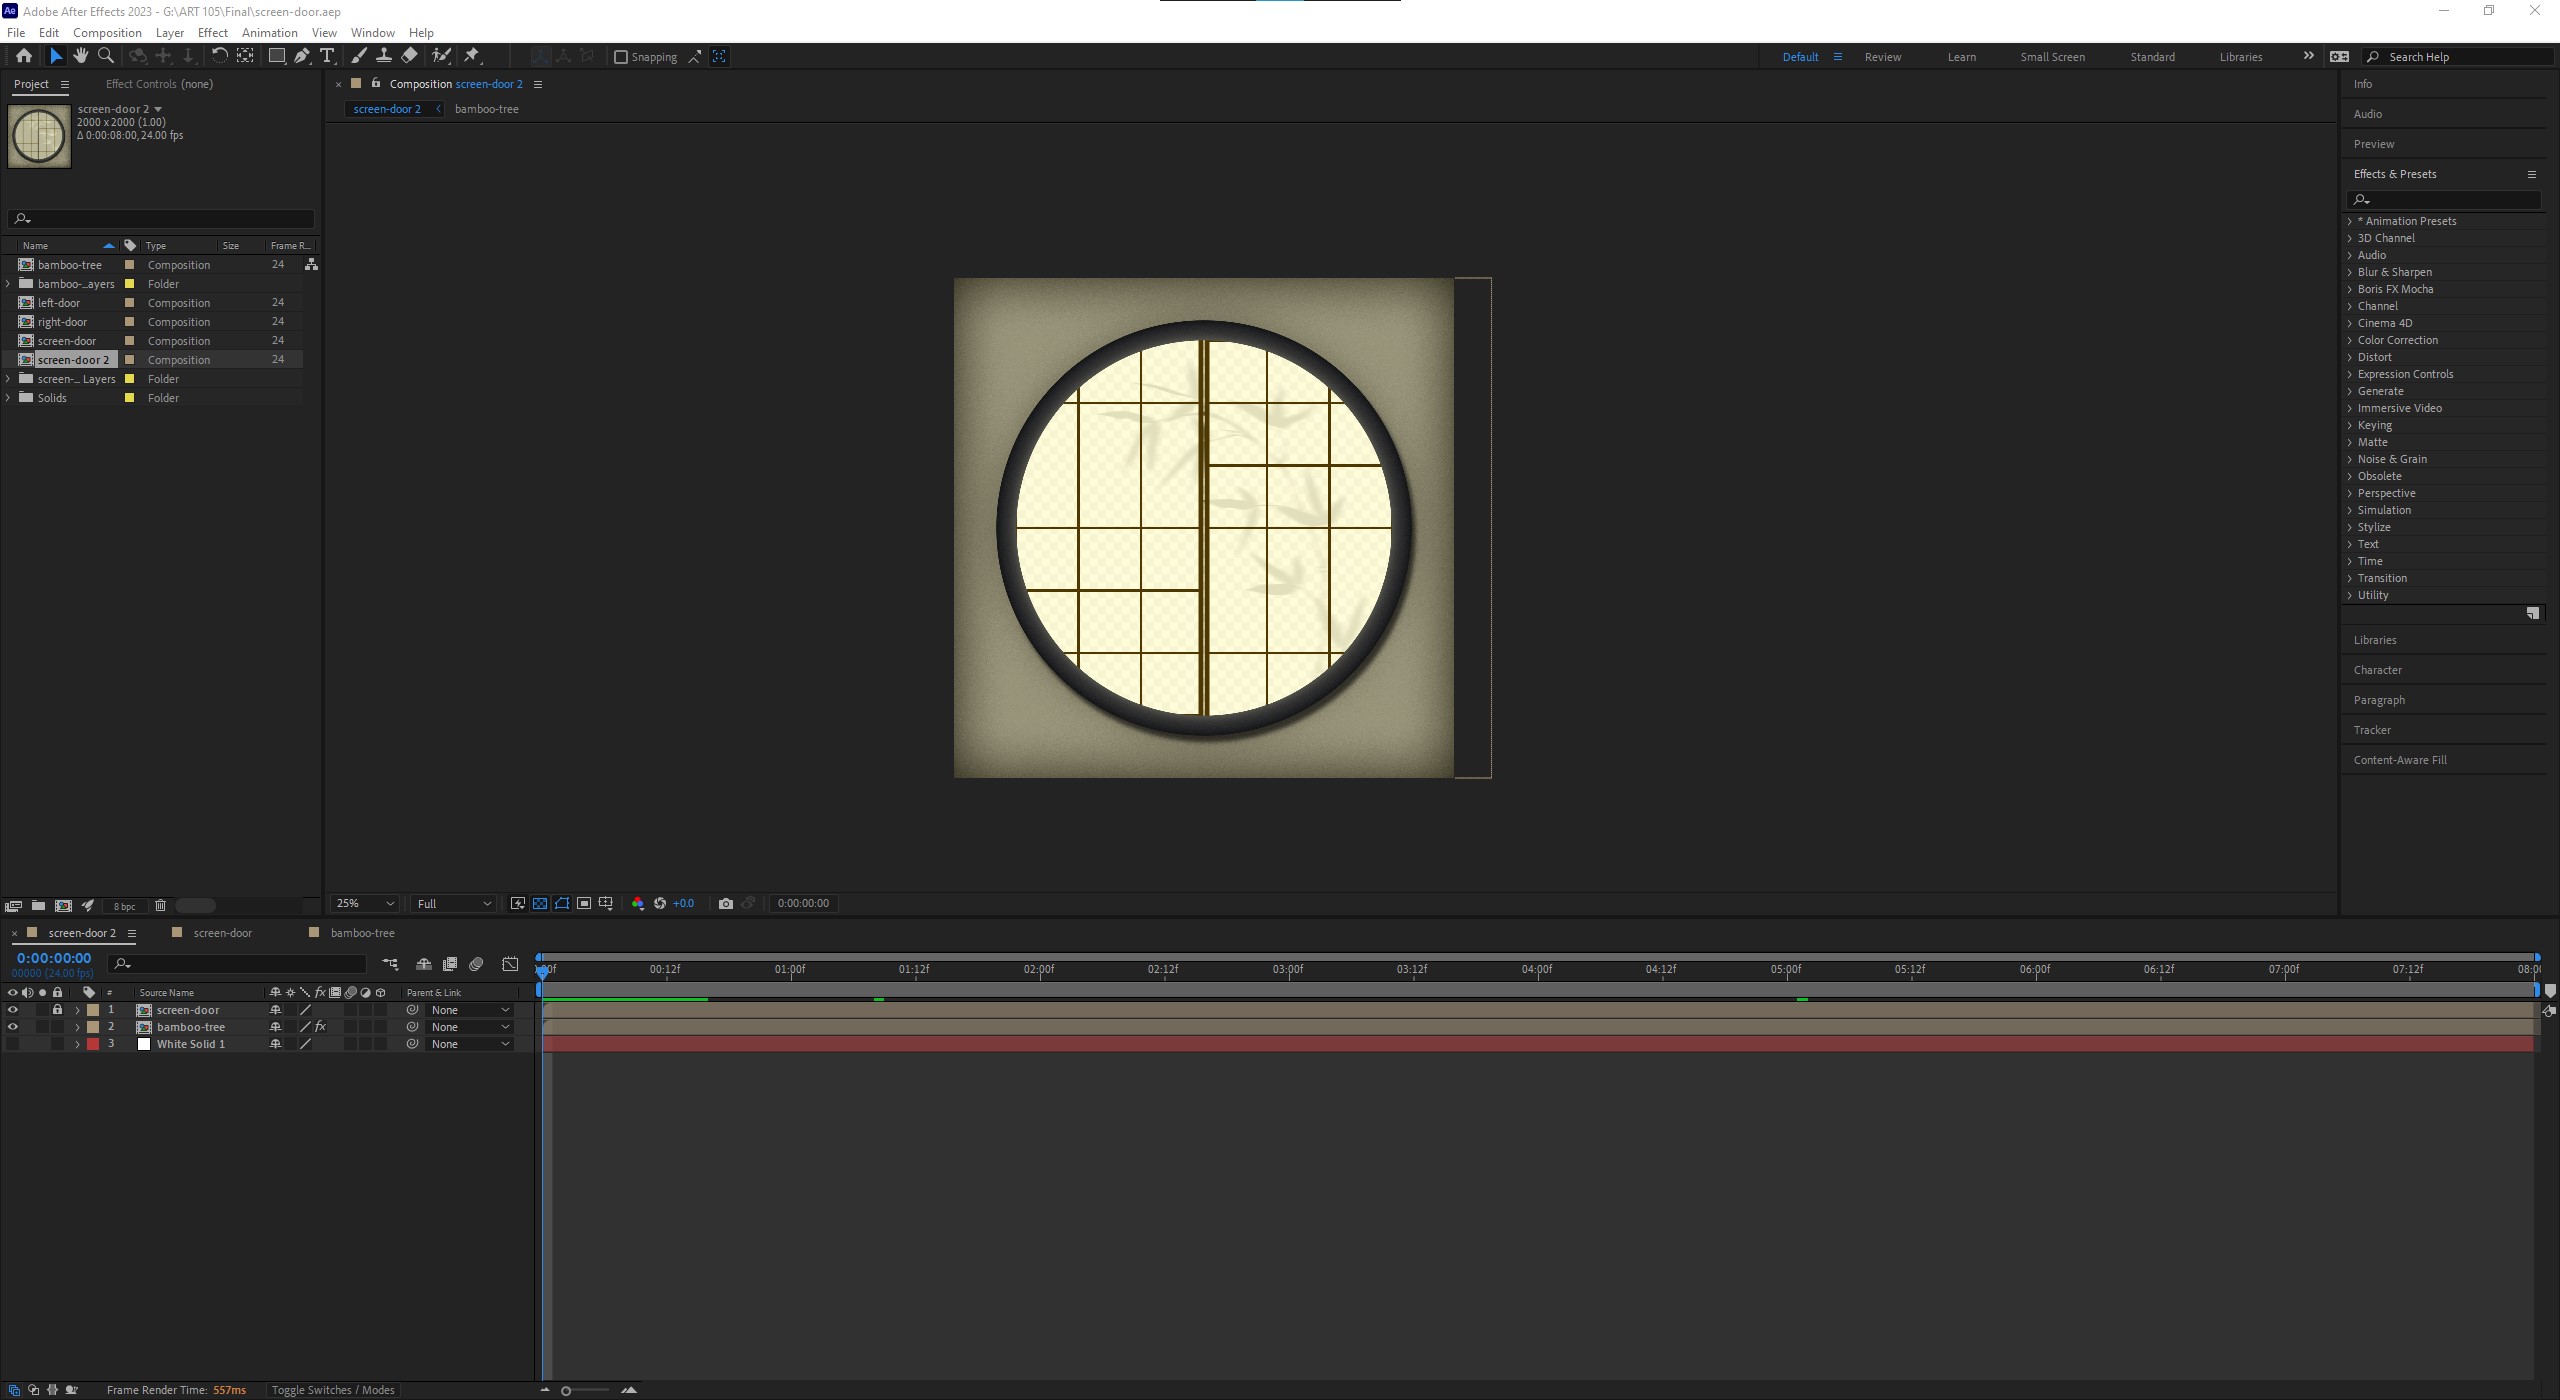 Ae Adobe After Effects 2023 - G:\ART 105\Final\screen-door.aep
File Edit Composition Layer Effect Animation View Window Help
Snapping Default Review Learn Small Screen Standard Libraries Search Help
Project Effect Controls (none)
screen-door 2
2000 x 2000 (1.00)
Δ 0:00:08:00, 24.00 fps
Name Type Size Frame R...
bamboo-tree Composition 24
bamboo-...ayers Folder
left-door Composition 24
right-door Composition 24
screen-door Composition 24
screen-door 2 Composition 24
screen-... Layers Folder
Solids Folder
8 bpc
Composition screen-door 2
screen-door 2 bamboo-tree
25% Full +0.0 0:00:00:00
Info
Audio
Preview
Effects & Presets
* Animation Presets
3D Channel
Audio
Blur & Sharpen
Boris FX Mocha
Channel
Cinema 4D
Color Correction
Distort
Expression Controls
Generate
Immersive Video
Keying
Matte
Noise & Grain
Obsolete
Perspective
Simulation
Stylize
Text
Time
Transition
Utility
Libraries
Character
Paragraph
Tracker
Content-Aware Fill
screen-door 2 screen-door bamboo-tree
0:00:00:00
00000 (24.00 fps)
00f 00:12f 01:00f 01:12f 02:00f 02:12f 03:00f 03:12f 04:00f 04:12f 05:00f 05:12f 06:00f 06:12f 07:00f 07:12f 08:00
# Source Name fx Parent & Link
1 screen-door None
2 bamboo-tree fx None
3 White Solid 1 None
Frame Render Time: 557ms Toggle Switches / Modes